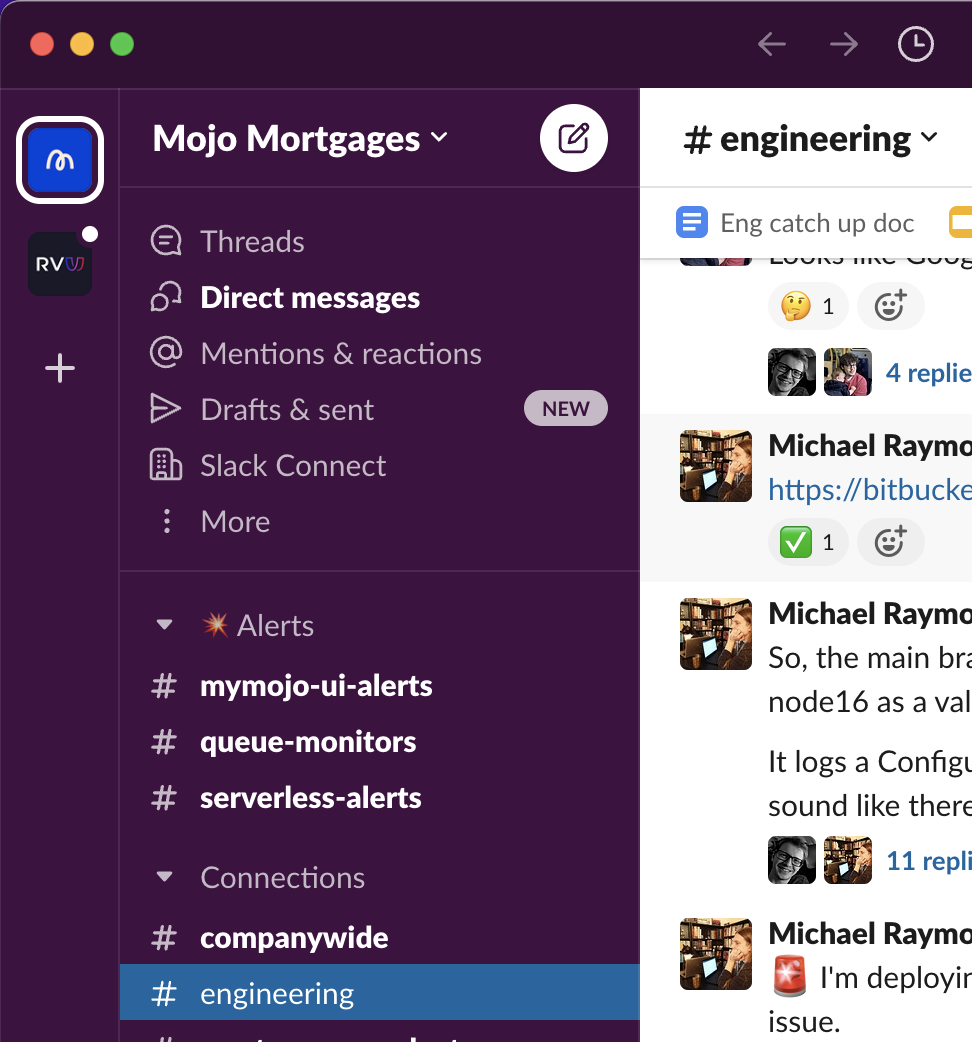 Mojo Mortgages
# engineering
RVU
Eng catch up doc
Threads
Direct messages
Mentions & reactions
Drafts & sent NEW
Slack Connect
More
Alerts
# mymojo-ui-alerts
# queue-monitors
# serverless-alerts
Connections
# companywide
# engineering
Looks like Goog
1
4 replie
Michael Raymo
https://bitbucke
1
Michael Raymo
So, the main bra
node16 as a val
It logs a Configu
sound like there
11 repli
Michael Raymo
I'm deployin
issue.